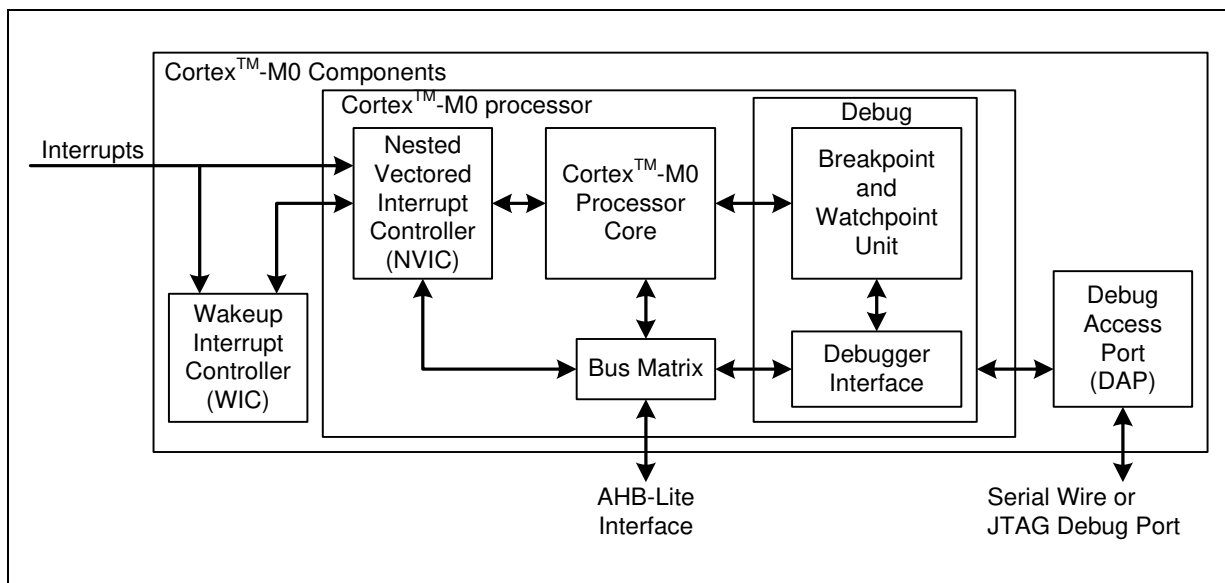 Cortex™-M0 Components
Cortex™-M0 processor
Debug
Interrupts
Nested
Vectored
Interrupt
Controller
(NVIC)
Cortex™-M0
Processor
Core
Breakpoint
and
Watchpoint
Unit
Wakeup
Interrupt
Controller
(WIC)
Bus Matrix
Debugger
Interface
Debug
Access
Port
(DAP)
AHB-Lite
Interface
Serial Wire or
JTAG Debug Port